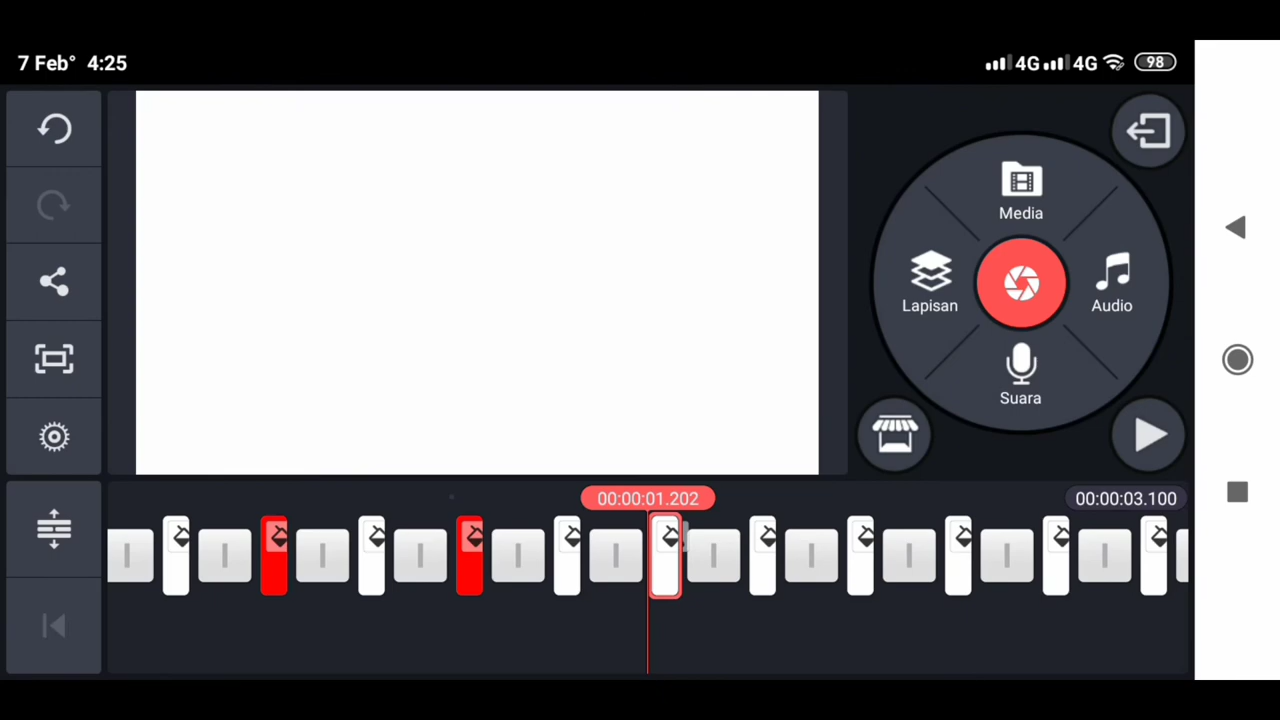 7 Feb° 4:25
4G 4G 98
Media
Lapisan
Audio
Suara
00:00:01.202
00:00:03.100